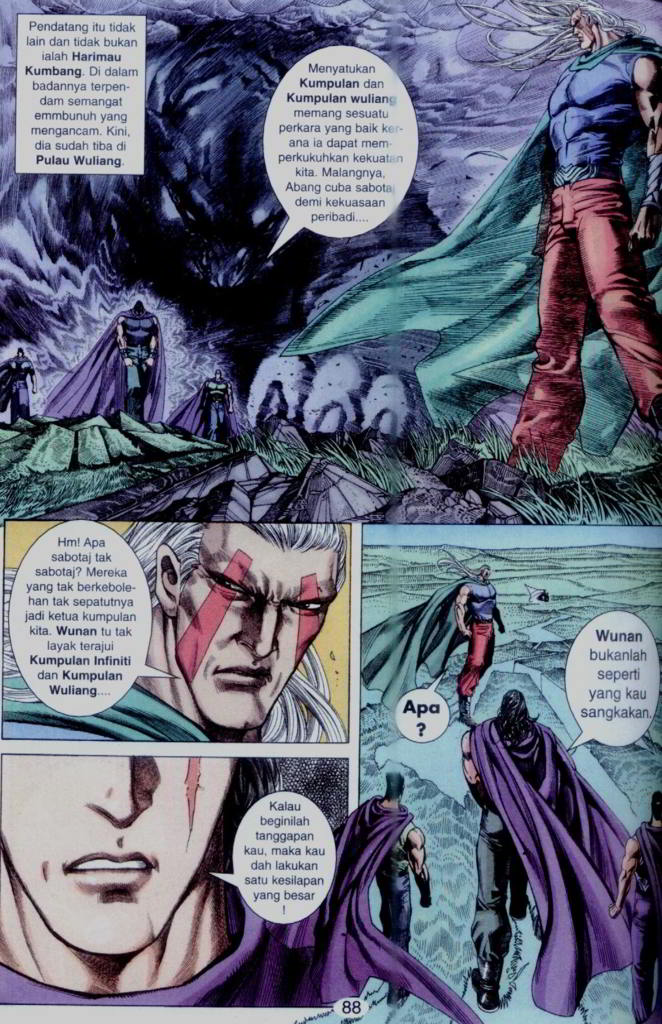 Pendatang itu tidak
lain dan tidak bukan
ialah Harimau
Kumbang. Di dalam
badannya terpen-
dam semangat
emmbunuh yang
mengancam. Kini,
dia sudah tiba di
Pulau Wuliang.
Menyatukan
Kumpulan dan
Kumpulan wuliang
memang sesuatu
perkara yang baik ker-
ana ia dapat mem-
perkukuhkan kekuatan
kita. Malangnya,
Abang cuba sabotaj
demi kekuasaan
peribadi....
Hm! Apa
sabotaj tak
sabotaj? Mereka
yang tak berkebole-
han tak sepatutnya
jadi ketua kumpulan
kita. Wunan tu tak
layak terajui
Kumpulan Infiniti
dan Kumpulan
Wuliang....
Apa
?
Wunan
bukanlah
seperti
yang kau
sangkakan.
Kalau
beginilah
tanggapan
kau, maka kau
dah lakukan
satu kesilapan
yang besar
!
88